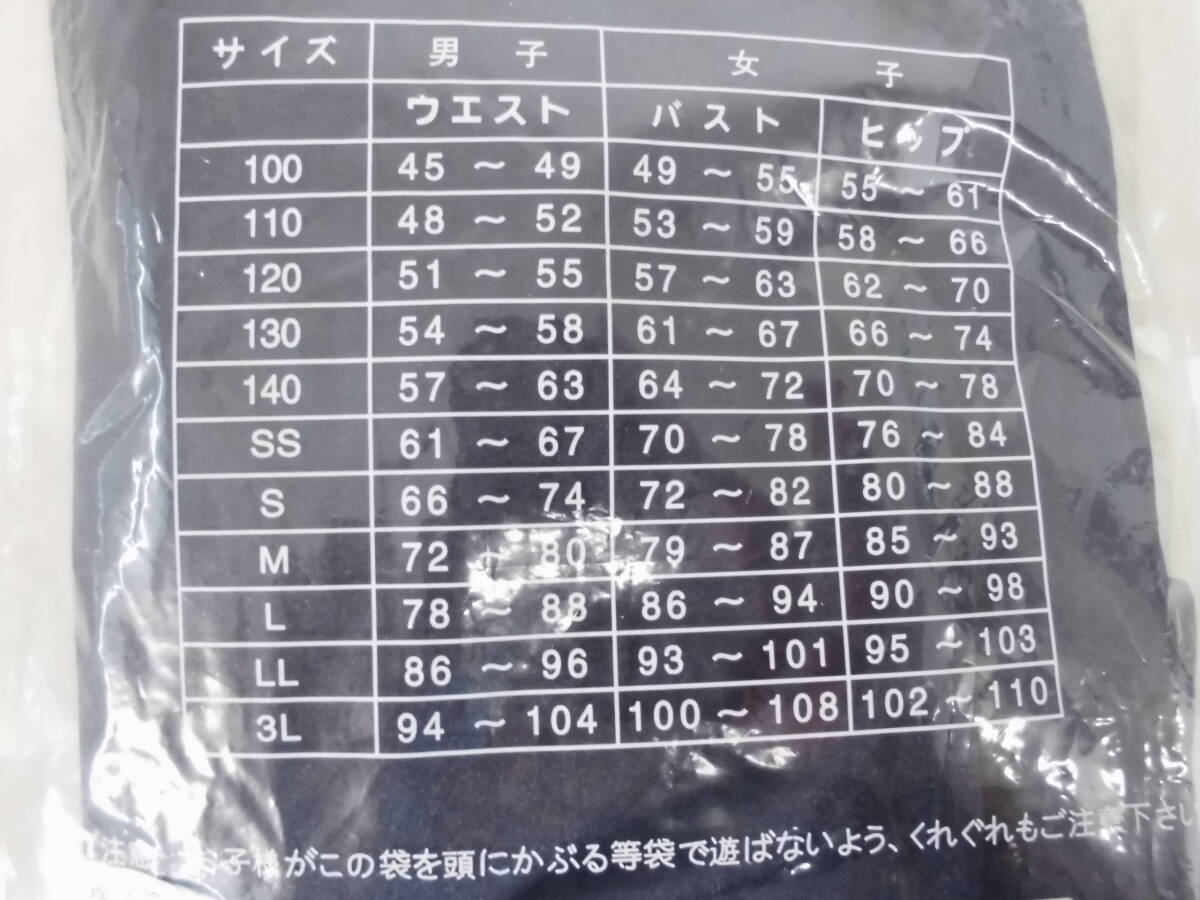 サイズ 男子 女子
ウエスト バスト ヒップ
100 45 ～ 49 49 ～ 55 55 ～ 61
110 48 ～ 52 53 ～ 59 58 ～ 66
120 51 ～ 55 57 ～ 63 62 ～ 70
130 54 ～ 58 61 ～ 67 66 ～ 74
140 57 ～ 63 64 ～ 72 70 ～ 78
SS 61 ～ 67 70 ～ 78 76 ～ 84
S 66 ～ 74 72 ～ 82 80 ～ 88
M 72 ～ 80 79 ～ 87 85 ～ 93
L 78 ～ 88 86 ～ 94 90 ～ 98
LL 86 ～ 96 93 ～ 101 95 ～ 103
3L 94 ～ 104 100 ～ 108 102 ～ 110
注意 お子様がこの袋を頭にかぶる等袋で遊ばないよう、くれぐれもご注意下さい